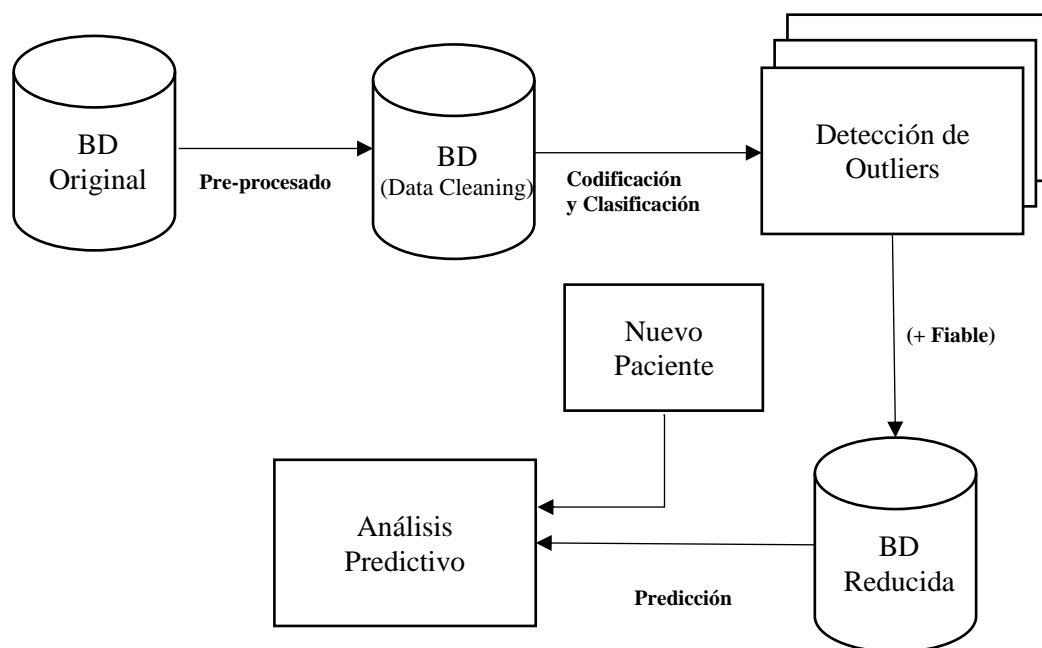 BD
Original
Pre-procesado
BD
(Data Cleaning)
Codificación
y Clasificación
Detección de
Outliers
(+ Fiable)
Nuevo
Paciente
Análisis
Predictivo
Predicción
BD
Reducida